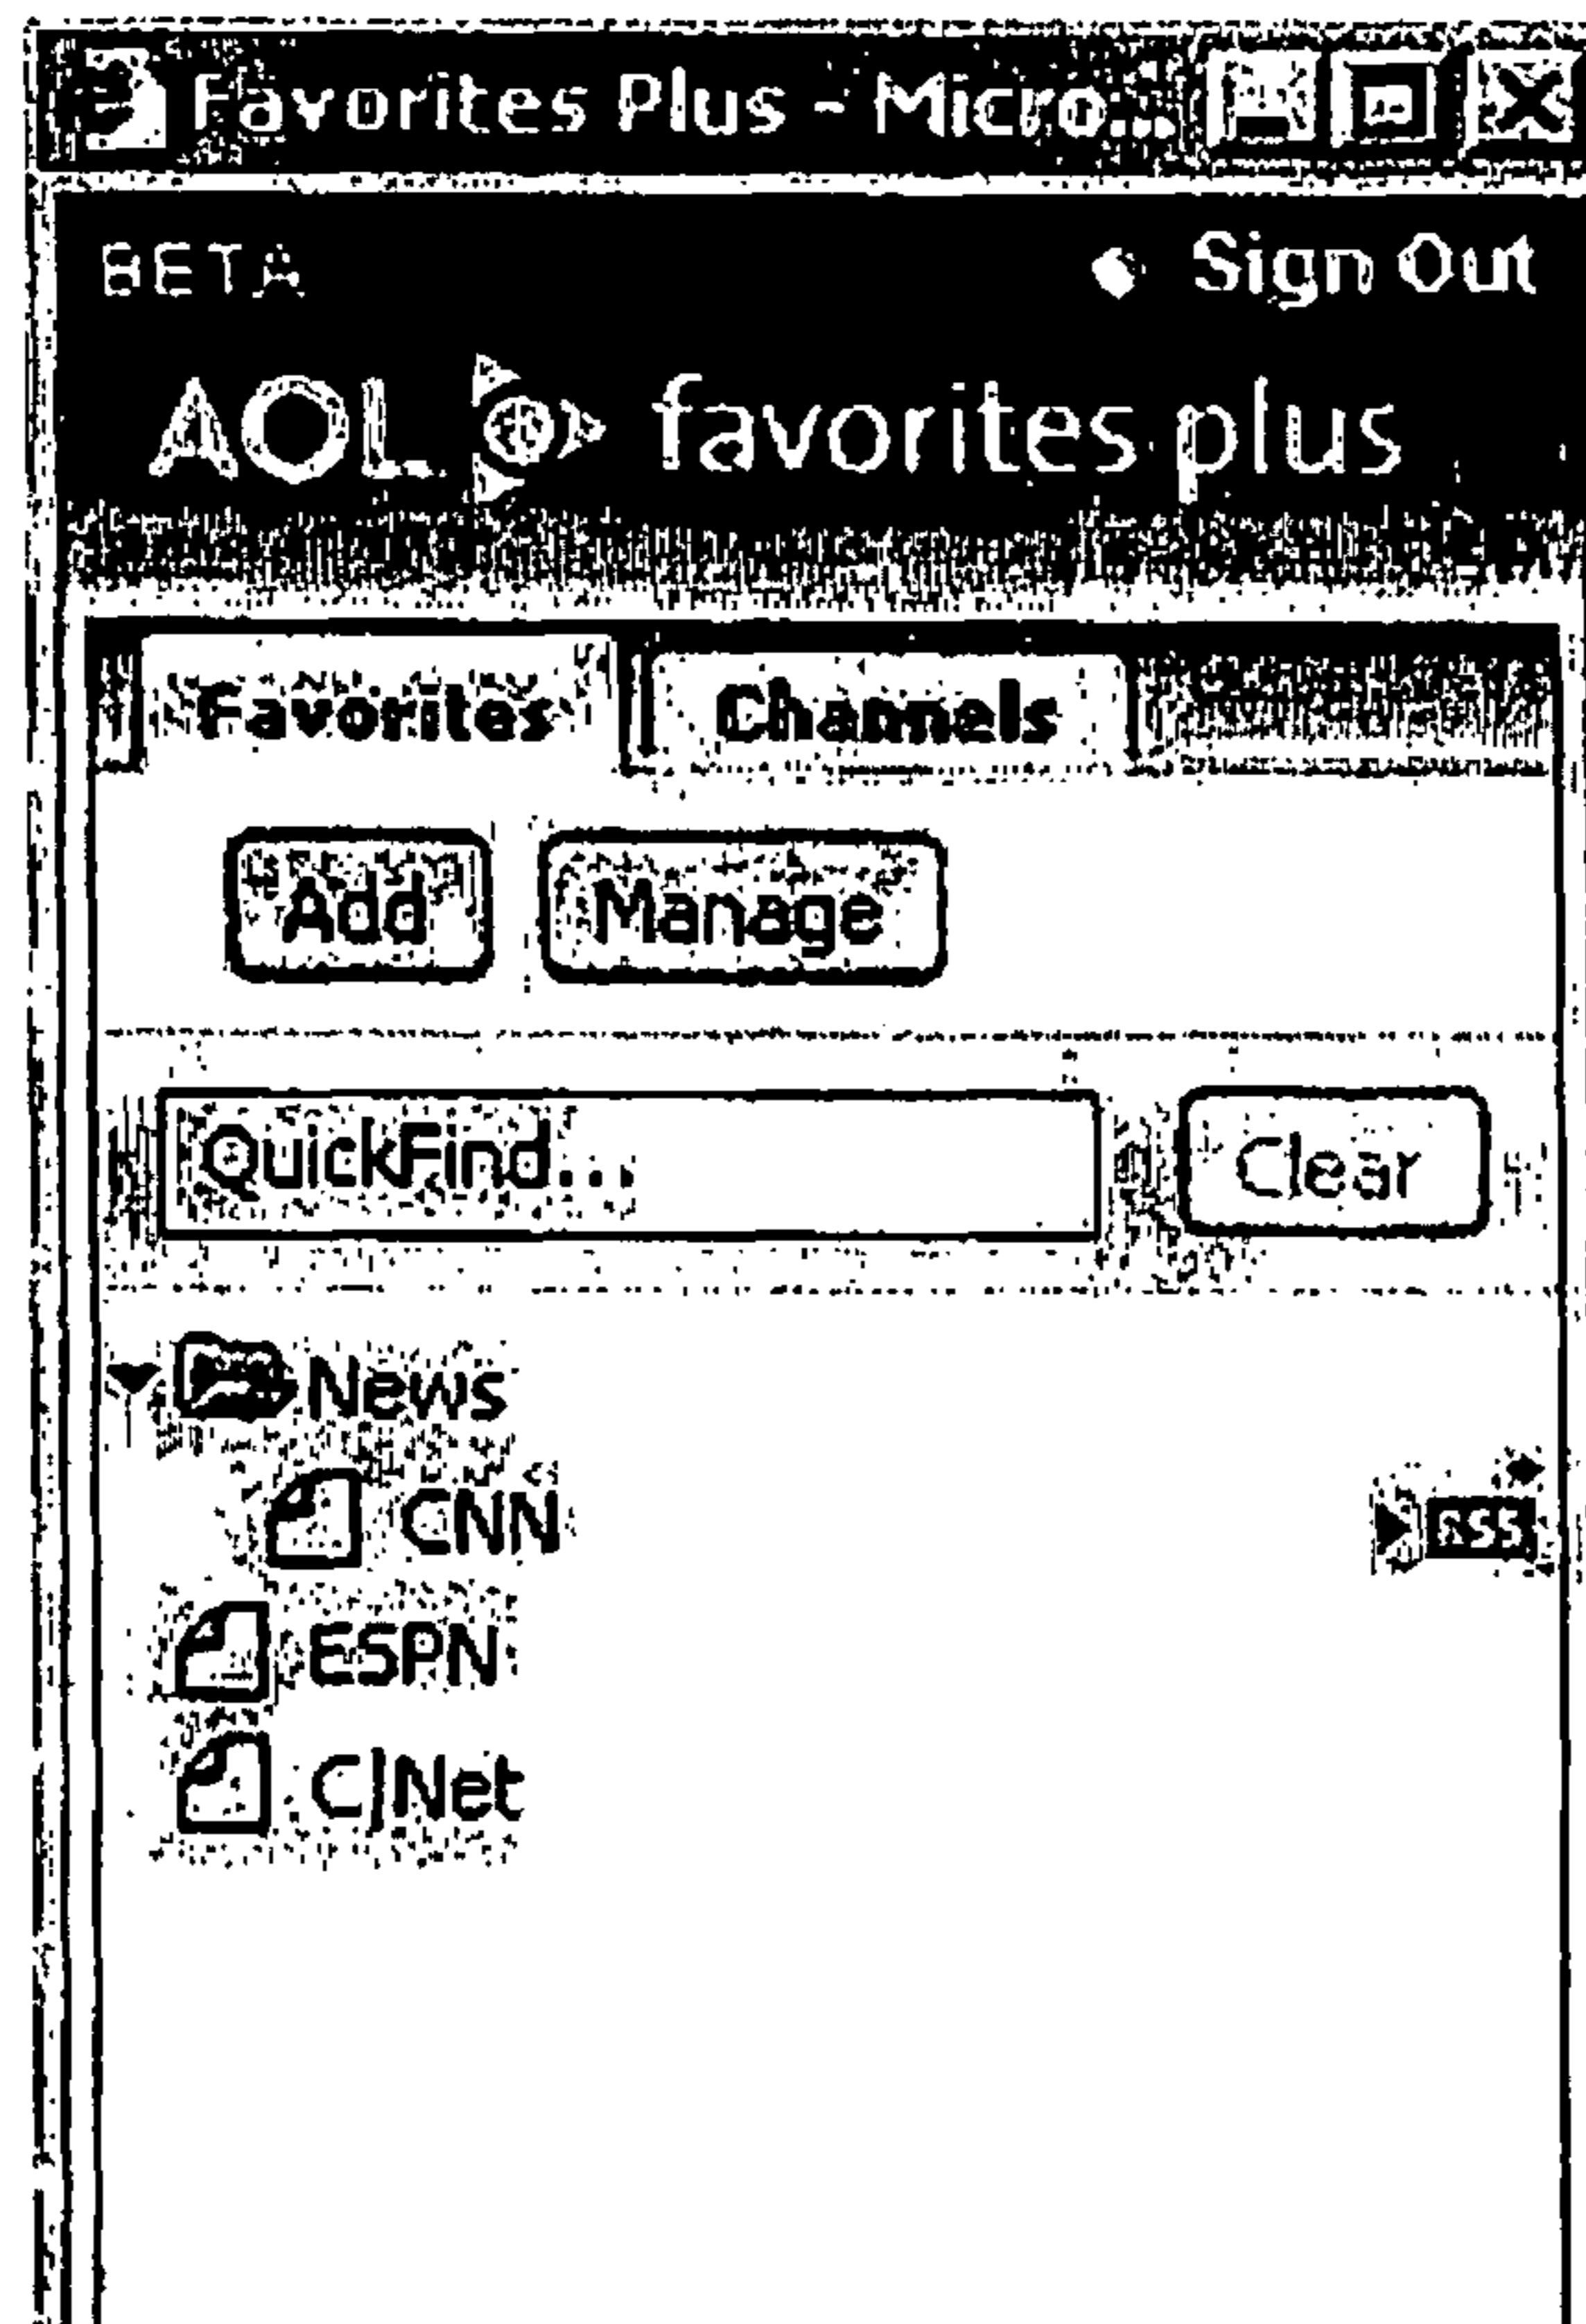 Favorites Plus - Micro...
BETA Sign Out
AOL favorites plus
Favorites Channels
Add Manage
QuickFind... Clear
News
CNN RSS
ESPN
C|Net